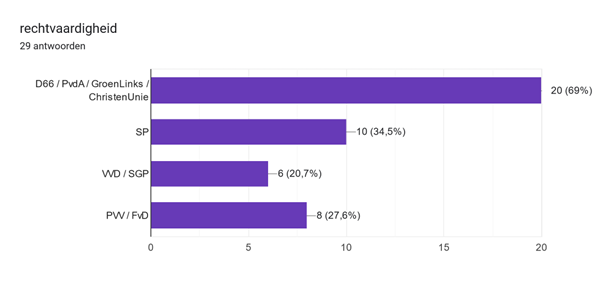 rechtvaardigheid
29 antwoorden
D66 / PvdA / GroenLinks /
ChristenUnie
20 (69%)
SP
10 (34,5%)
VVD / SGP
6 (20,7%)
PVV / FvD
8 (27,6%)
0 5 10 15 20